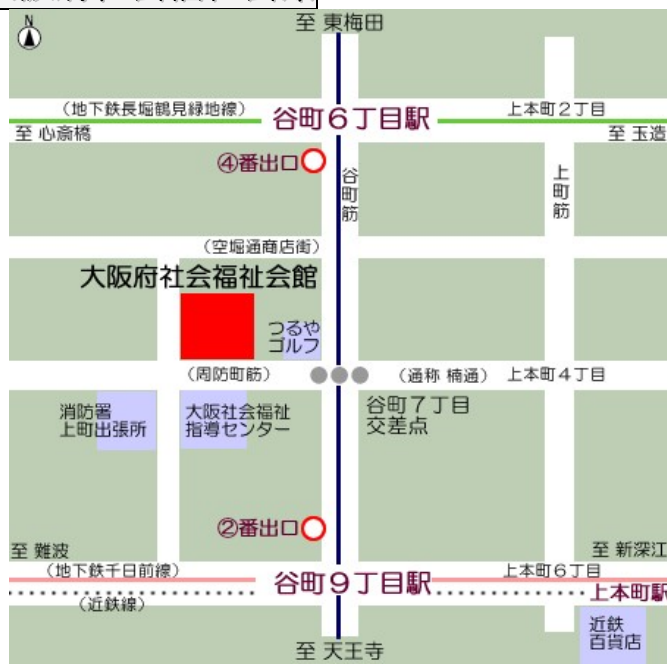 N
至 東梅田
(地下鉄長堀鶴見緑地線)
谷町6丁目駅
上本町2丁目
至 心斎橋
至 玉造
④番出口
谷町筋
上町筋
(空堀通商店街)
大阪府社会福祉会館
つるや
ゴルフ
(周防町筋)
(通称 楠通)
上本町4丁目
消防署
上町出張所
大阪社会福祉
指導センター
谷町7丁目
交差点
②番出口
至 難波
至 新深江
(地下鉄千日前線)
谷町9丁目駅
上本町6丁目
(近鉄線)
上本町駅
近鉄
百貨店
至 天王寺